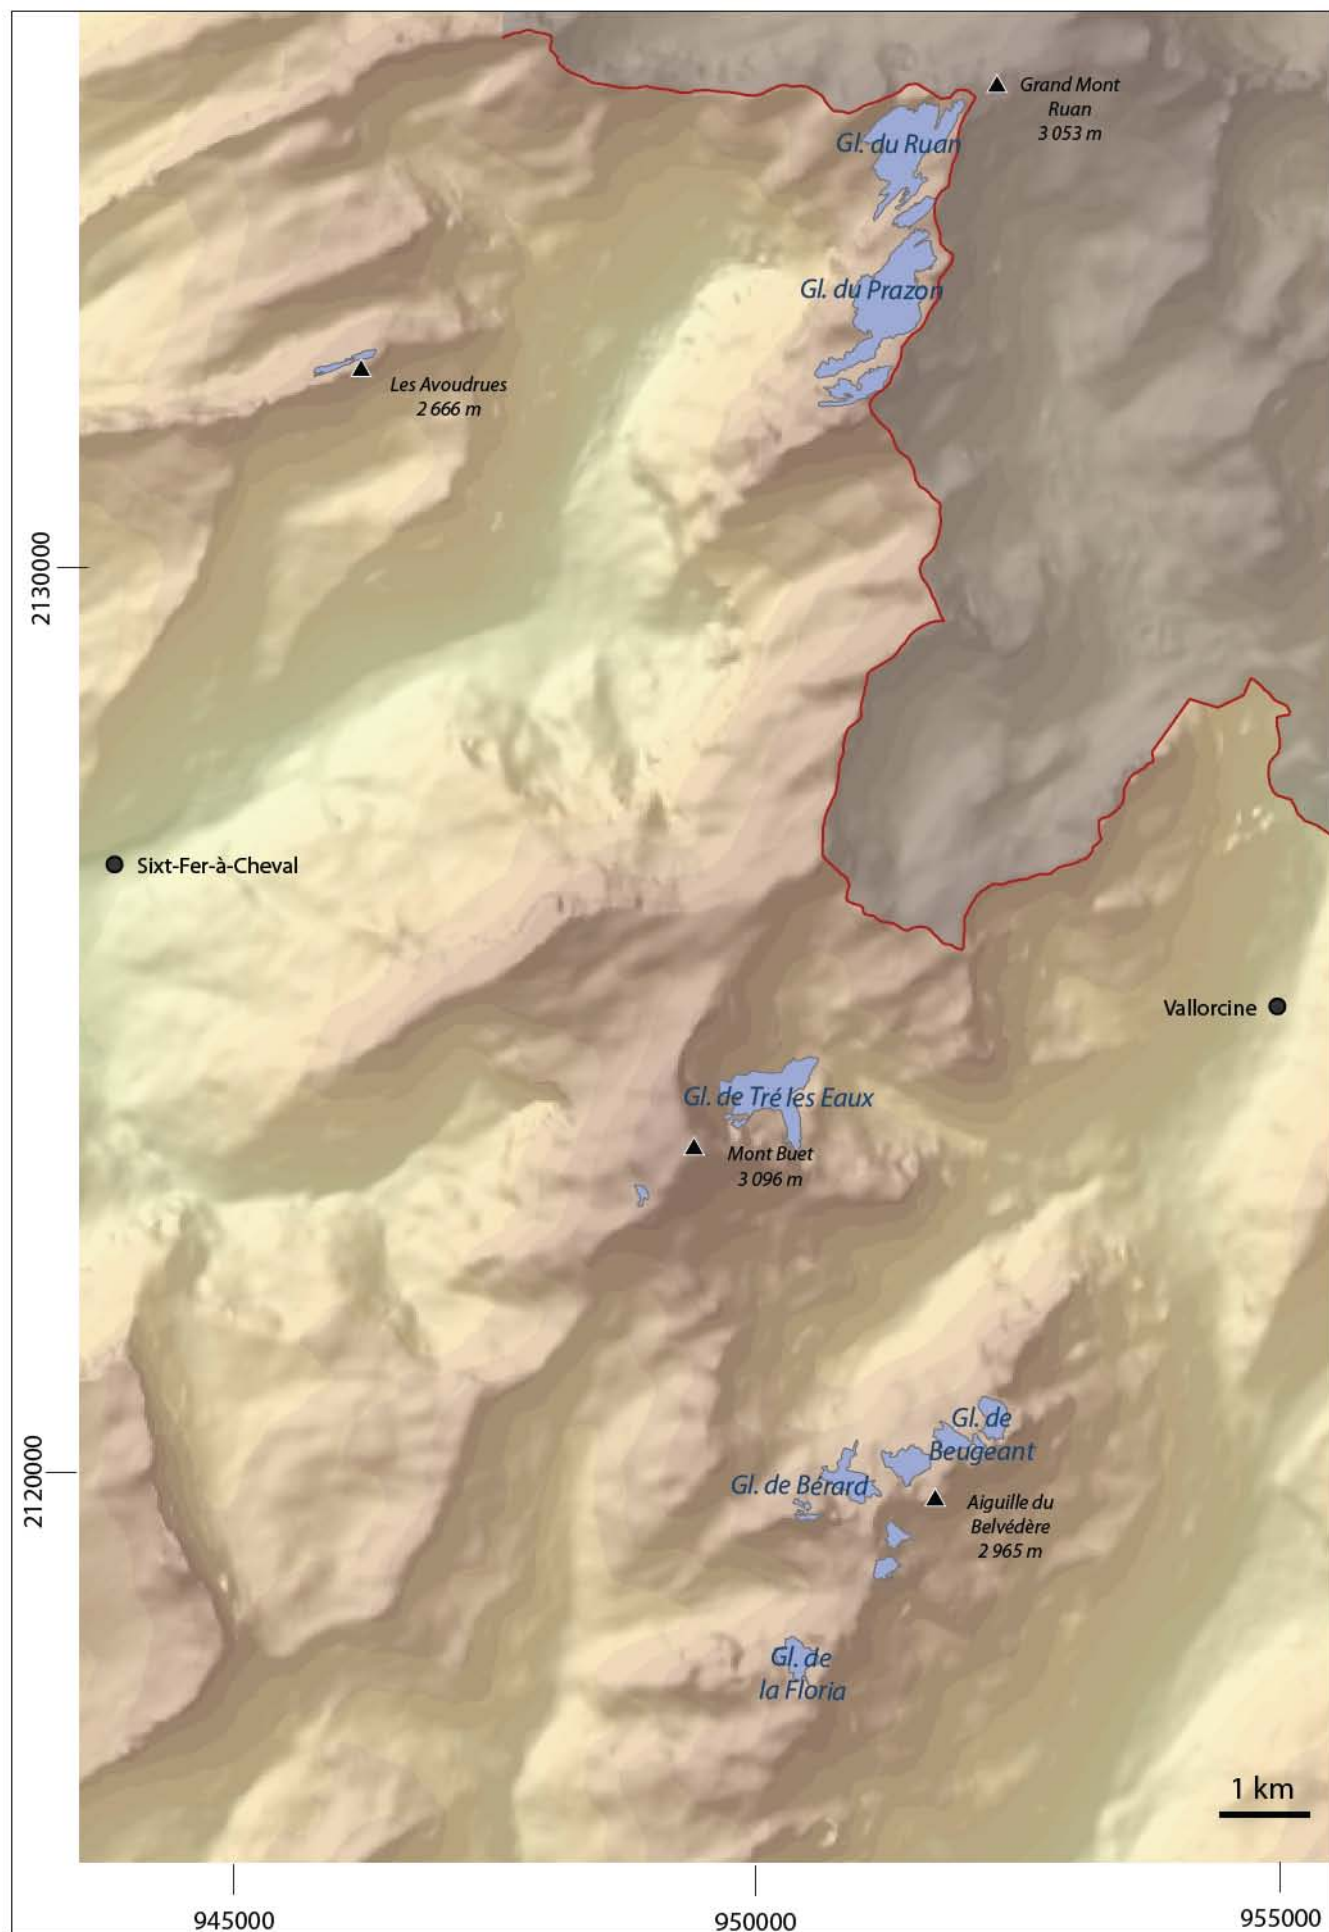 Grand Mont
Ruan
3 053 m
Gl. du Ruan
Gl. du Prazon
Les Avoudrues
2 666 m
2130000
Sixt-Fer-à-Cheval
Vallorcine
Gl. de Tré les Eaux
Mont Buet
3 096 m
Gl. de
Beugeant
2120000
Gl. de Bérard
Aiguille du
Belvédère
2 965 m
Gl. de
la Floria
1 km
945000
950000
955000